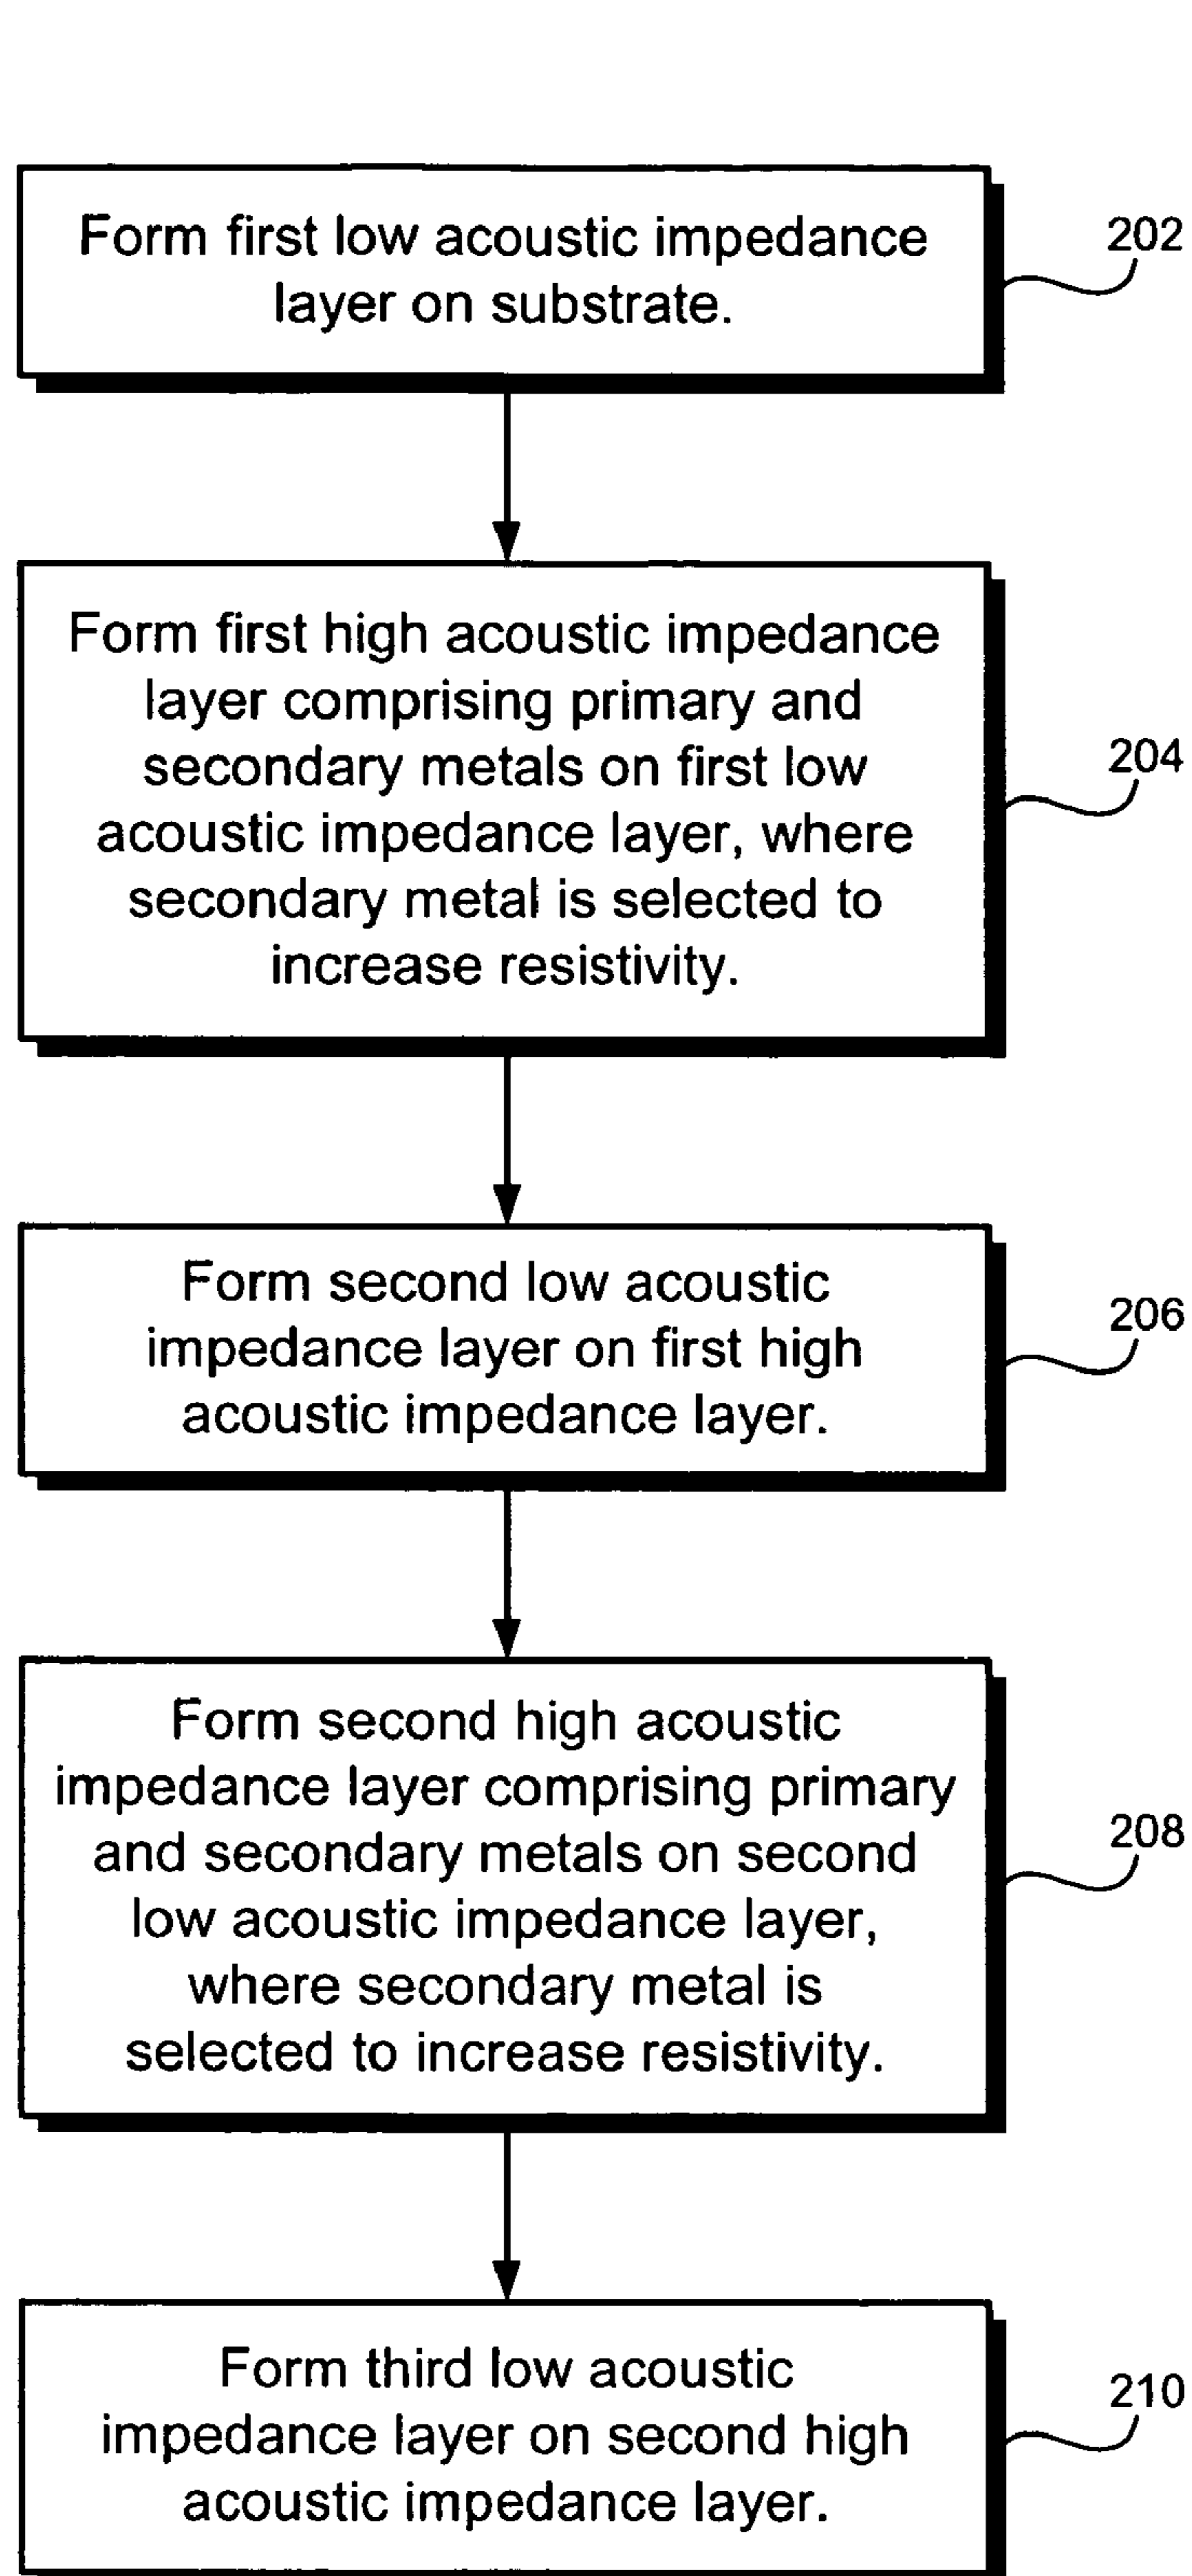 Form first low acoustic impedance
layer on substrate.
202
Form first high acoustic impedance
layer comprising primary and
secondary metals on first low
acoustic impedance layer, where
secondary metal is selected to
increase resistivity.
204
Form second low acoustic
impedance layer on first high
acoustic impedance layer.
206
Form second high acoustic
impedance layer comprising primary
and secondary metals on second
low acoustic impedance layer,
where secondary metal is
selected to increase resistivity.
208
Form third low acoustic
impedance layer on second high
acoustic impedance layer.
210